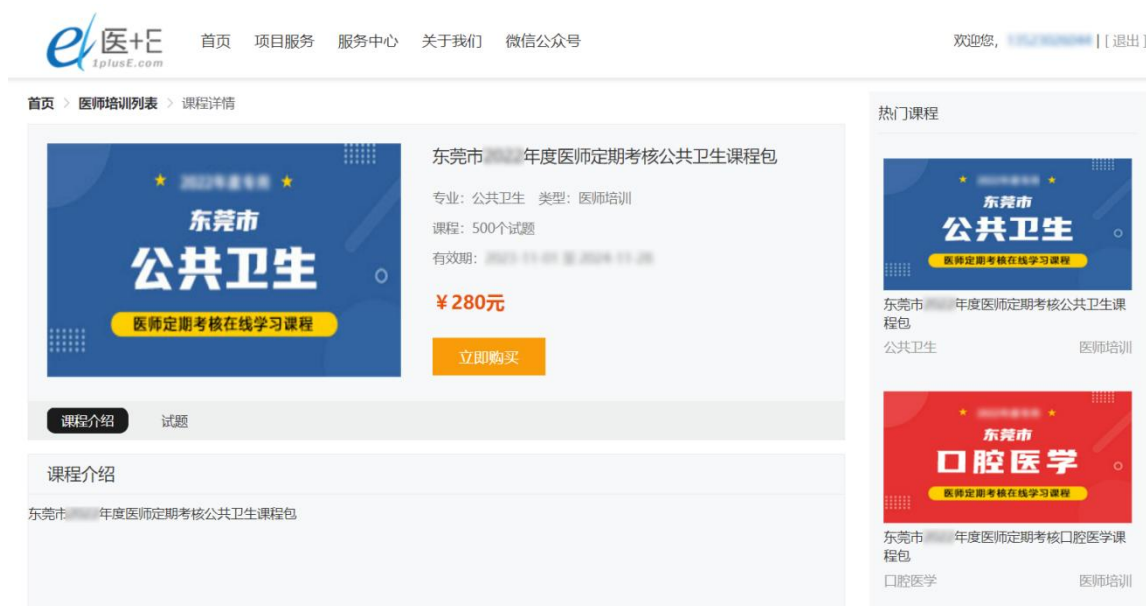 医+E
1plusE.com
首页 项目服务 服务中心 关于我们 微信公众号
欢迎您, | [ 退出 ]
首页 > 医师培训列表 > 课程详情
东莞市
公共卫生
医师定期考核在线学习课程
东莞市 年度医师定期考核公共卫生课程包
专业: 公共卫生 类型: 医师培训
课程: 500个试题
有效期:
¥280元
立即购买
课程介绍 试题
课程介绍
东莞市 年度医师定期考核公共卫生课程包
热门课程
东莞市
公共卫生
医师定期考核在线学习课程
东莞市 年度医师定期考核公共卫生课
程包
公共卫生 医师培训
东莞市
口腔医学
医师定期考核在线学习课程
东莞市 年度医师定期考核口腔医学课
程包
口腔医学 医师培训